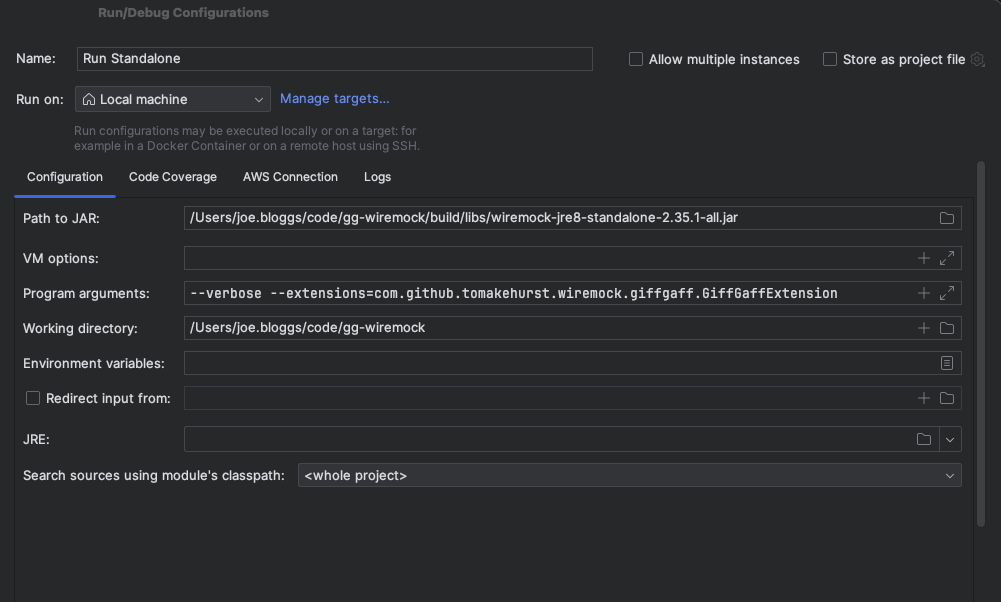 Run/Debug Configurations
Name: Run Standalone Allow multiple instances Store as project file
Run on: Local machine Manage targets...
Run configurations may be executed locally or on a target: for
example in a Docker Container or on a remote host using SSH.
Configuration Code Coverage AWS Connection Logs
Path to JAR: /Users/joe.bloggs/code/gg-wiremock/build/libs/wiremock-jre8-standalone-2.35.1-all.jar
VM options:
Program arguments: --verbose --extensions=com.github.tomakehurst.wiremock.giffgaff.GiffGaffExtension
Working directory: /Users/joe.bloggs/code/gg-wiremock
Environment variables:
Redirect input from:
JRE:
Search sources using module's classpath: <whole project>